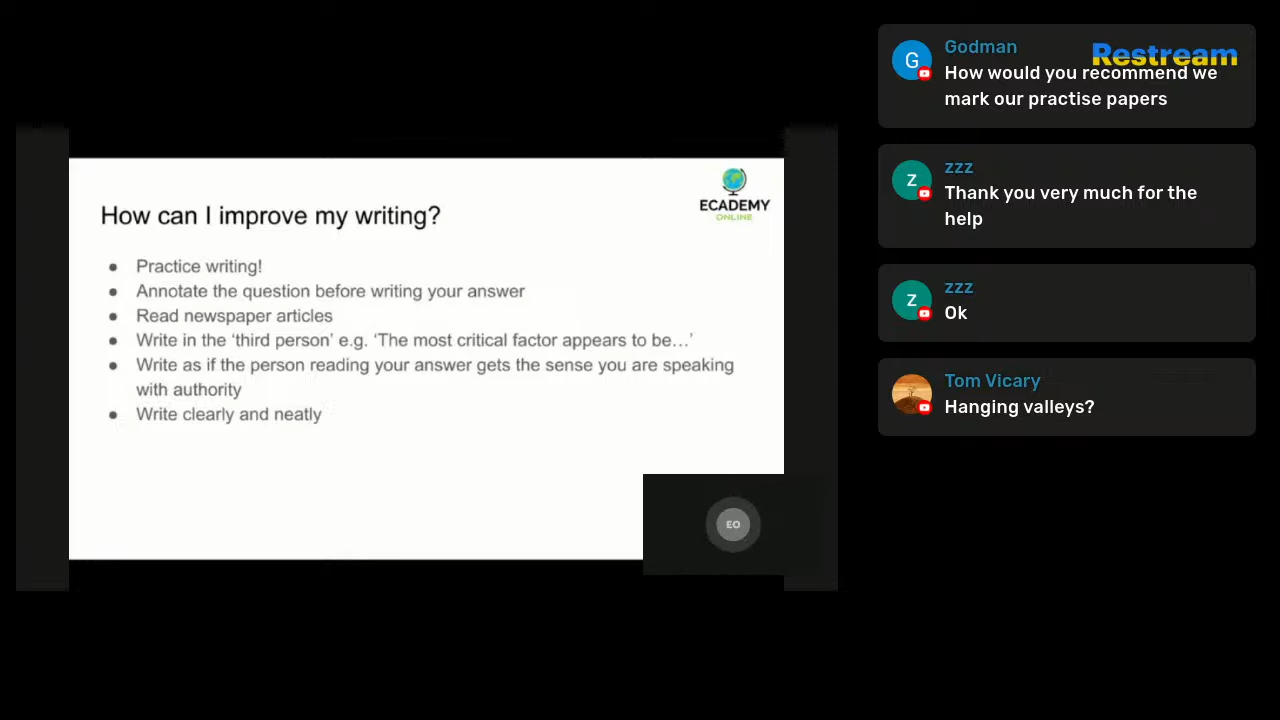 How can I improve my writing?
ECADEMY
ONLINE
● Practice writing!
● Annotate the question before writing your answer
● Read newspaper articles
● Write in the ‘third person’ e.g. ‘The most critical factor appears to be…’
● Write as if the person reading your answer gets the sense you are speaking
with authority
● Write clearly and neatly
EO
Restream
G
Godman
How would you recommend we
mark our practise papers
Z
zzz
Thank you very much for the
help
Z
zzz
Ok
Tom Vicary
Hanging valleys?